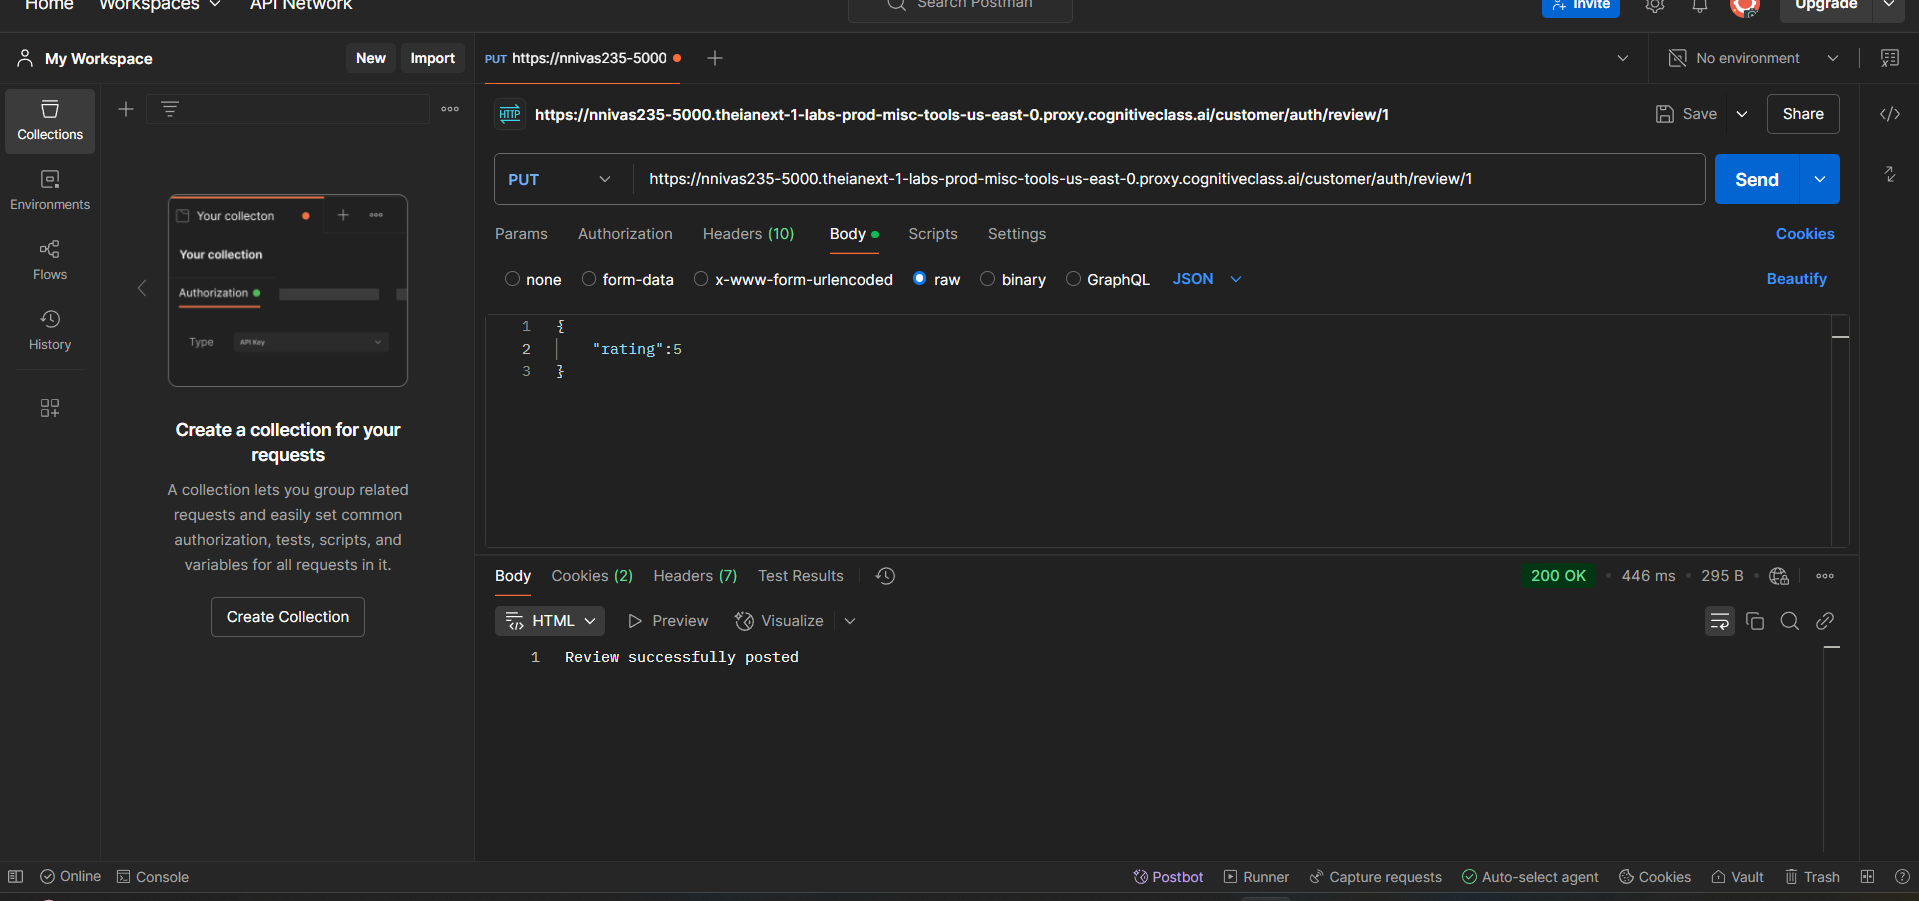 Home Workspaces API Network Search Postman Invite Upgrade
My Workspace New Import PUT https://nnivas235-5000 No environment
Collections
Environments
Flows
History
Your collecton
Your collection
Authorization
Type API Key
Create a collection for your
requests
A collection lets you group related
requests and easily set common
authorization, tests, scripts, and
variables for all requests in it.
Create Collection
HTTP https://nnivas235-5000.theianext-1-labs-prod-misc-tools-us-east-0.proxy.cognitiveclass.ai/customer/auth/review/1 Save Share
PUT https://nnivas235-5000.theianext-1-labs-prod-misc-tools-us-east-0.proxy.cognitiveclass.ai/customer/auth/review/1 Send
Params Authorization Headers (10) Body Scripts Settings Cookies
none form-data x-www-form-urlencoded raw binary GraphQL JSON Beautify
1 {
2 "rating":5
3 }
Body Cookies (2) Headers (7) Test Results 200 OK 446 ms 295 B
HTML Preview Visualize
1 Review successfully posted
Online Console Postbot Runner Capture requests Auto-select agent Cookies Vault Trash